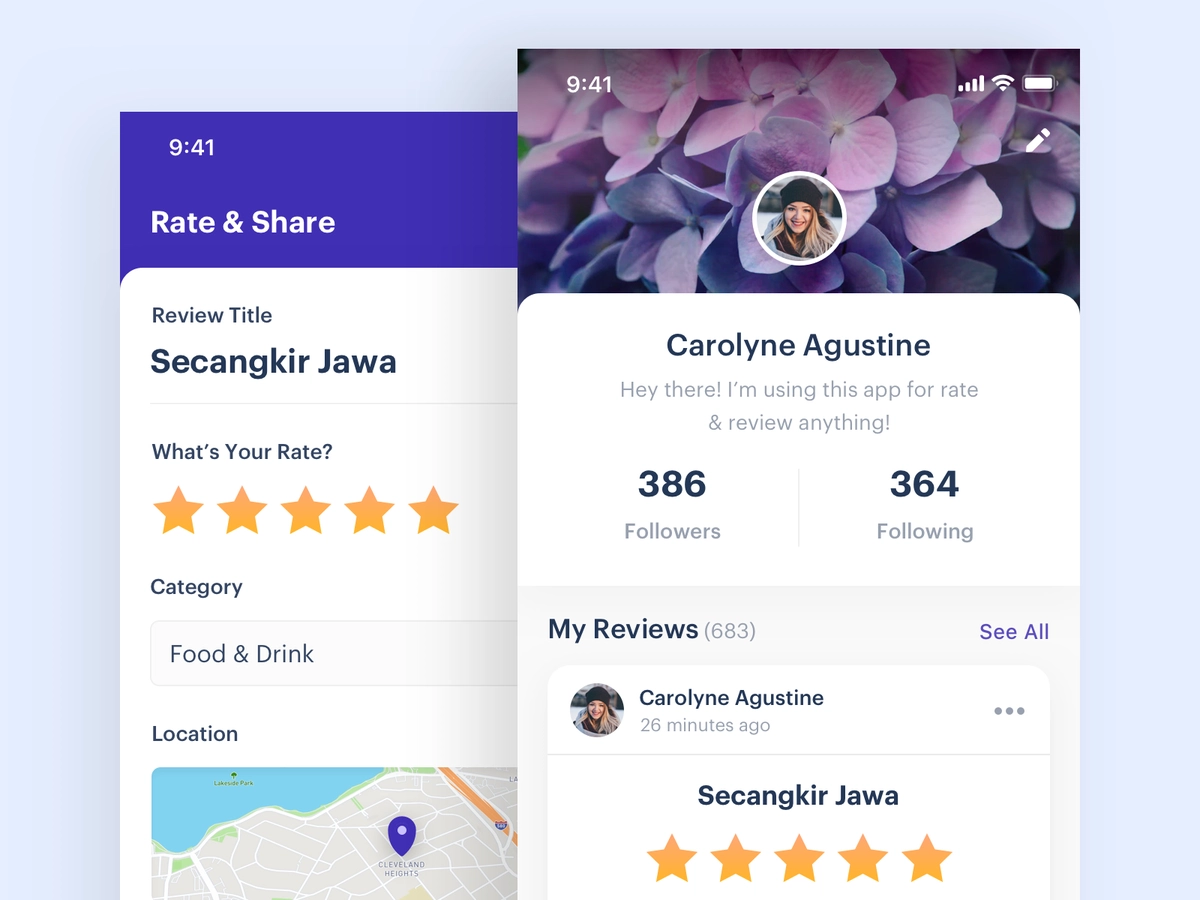 9:41
Rate & Share
Review Title
Secangkir Jawa
What’s Your Rate?
Category
Food & Drink
Location
Lakeside Park
LA
CLEVELAND
HEIGHTS
9:41
Carolyne Agustine
Hey there! I’m using this app for rate
& review anything!
386
364
Followers
Following
My Reviews (683)
See All
Carolyne Agustine
26 minutes ago
Secangkir Jawa